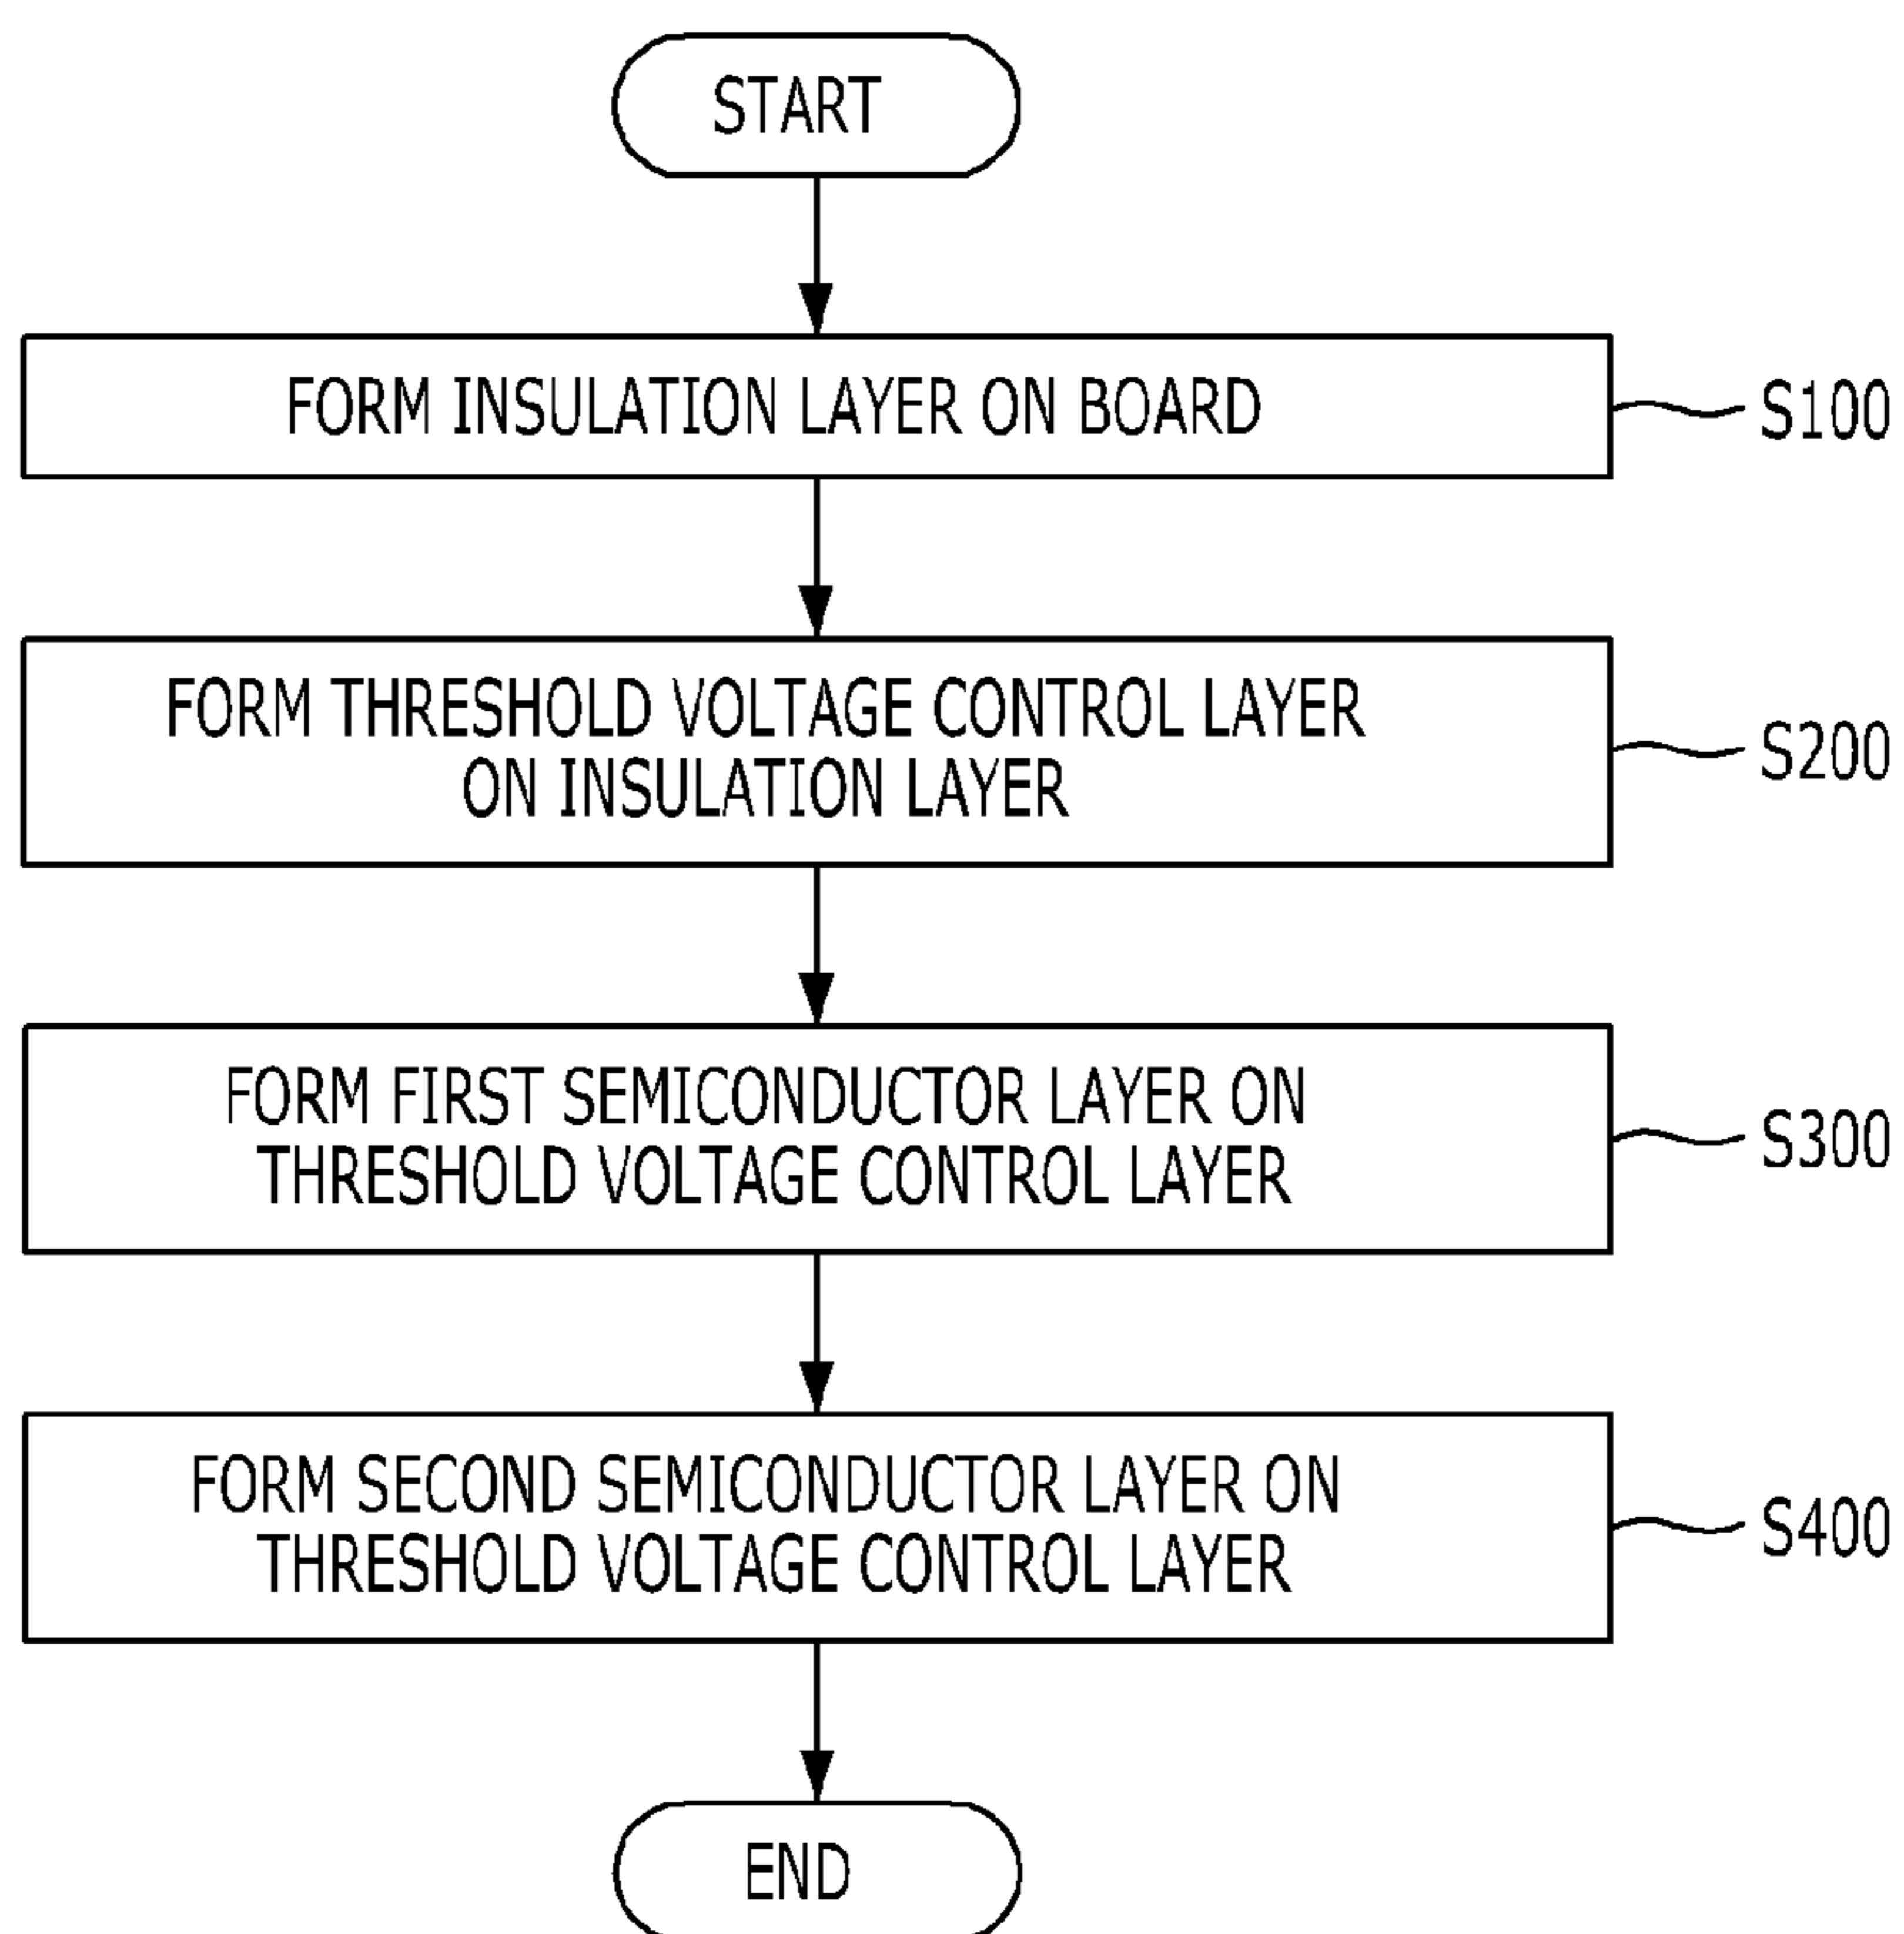 START
FORM INSULATION LAYER ON BOARD
S100
FORM THRESHOLD VOLTAGE CONTROL LAYER
ON INSULATION LAYER
S200
FORM FIRST SEMICONDUCTOR LAYER ON
THRESHOLD VOLTAGE CONTROL LAYER
S300
FORM SECOND SEMICONDUCTOR LAYER ON
THRESHOLD VOLTAGE CONTROL LAYER
S400
END